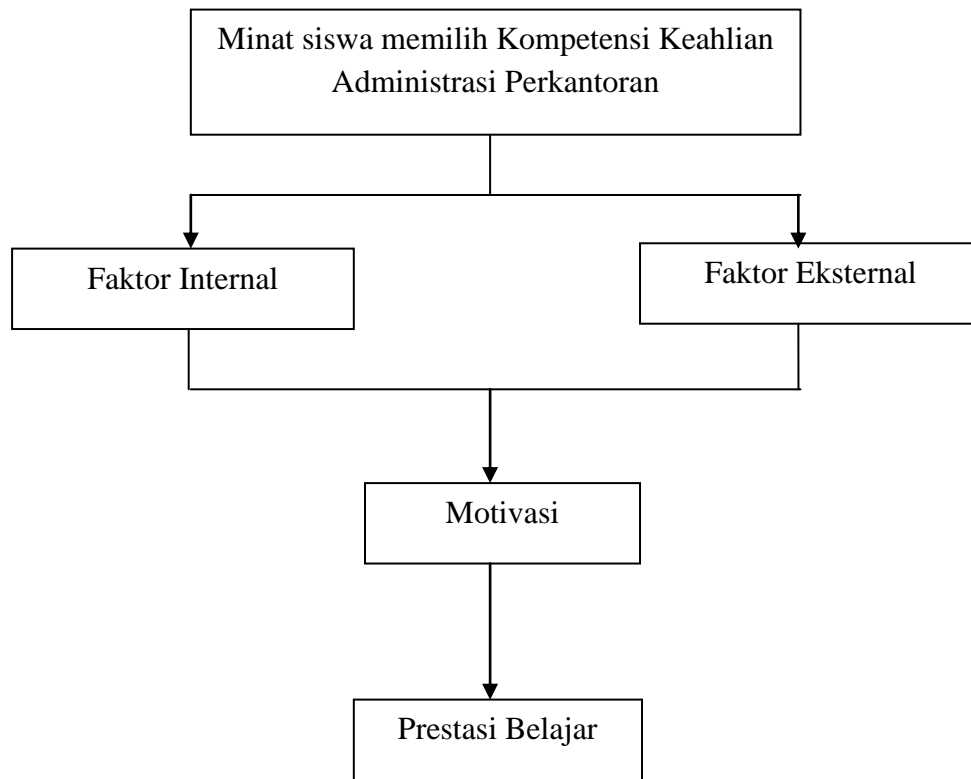 Minat siswa memilih Kompetensi Keahlian
Administrasi Perkantoran
Faktor Internal
Faktor Eksternal
Motivasi
Prestasi Belajar